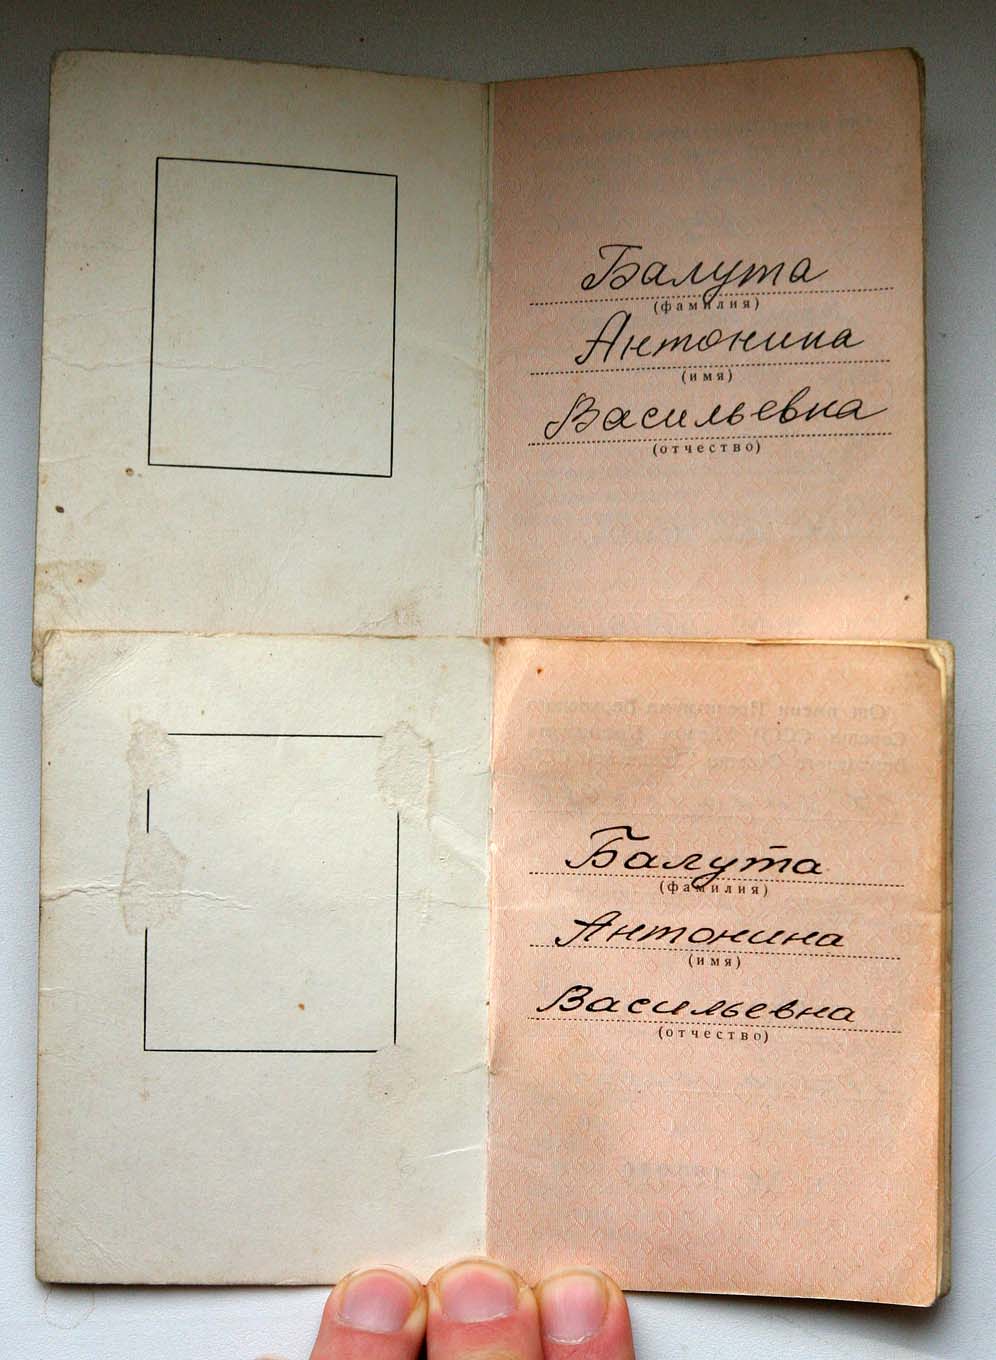 Балута
(фамилия)
Антонина
(имя)
Васильевна
(отчество)
Балута
(фамилия)
Антонина
(имя)
Васильевна
(отчество)